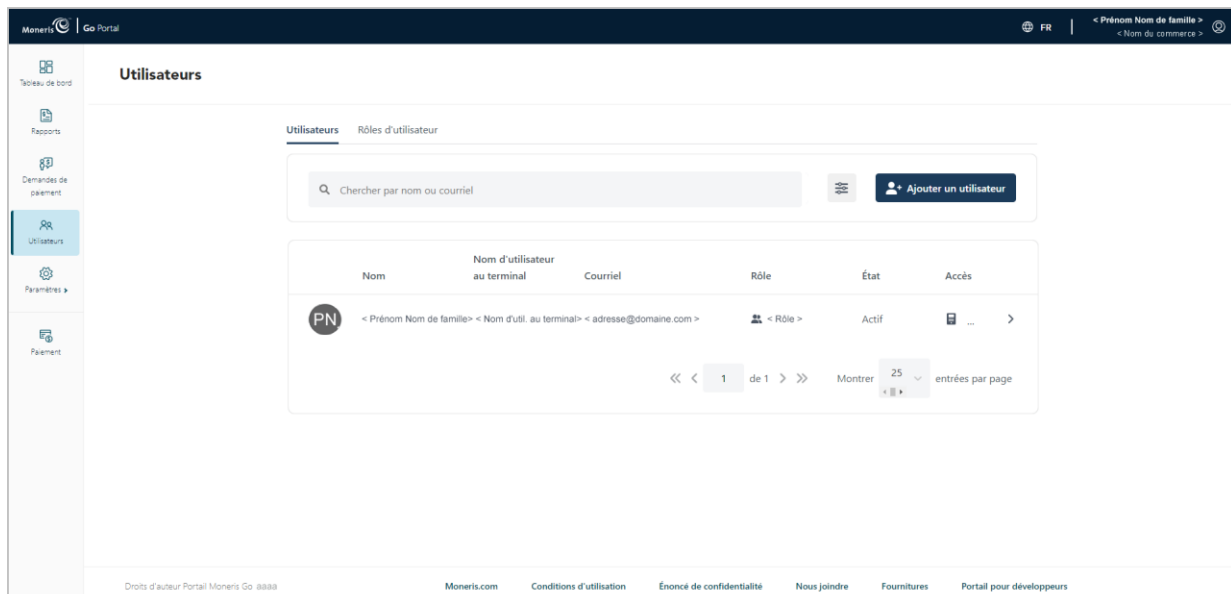 Moneris Go Portal
FR
< Prénom Nom de famille >
< Nom du commerce >
Tableau de bord
Rapports
Demandes de
paiement
Utilisateurs
Paramètres
Paiement
Utilisateurs
Utilisateurs Rôles d'utilisateur
Chercher par nom ou courriel
Ajouter un utilisateur
Nom
Nom d'utilisateur
au terminal
Courriel
Rôle
État
Accès
PN
< Prénom Nom de famille> < Nom d'util. au terminal> < adresse@domaine.com >
< Rôle >
Actif
...
1 de 1
Montrer 25 entrées par page
Droits d'auteur Portail Moneris Go aaaa
Moneris.com Conditions d'utilisation Énoncé de confidentialité Nous joindre Fournitures Portail pour développeurs